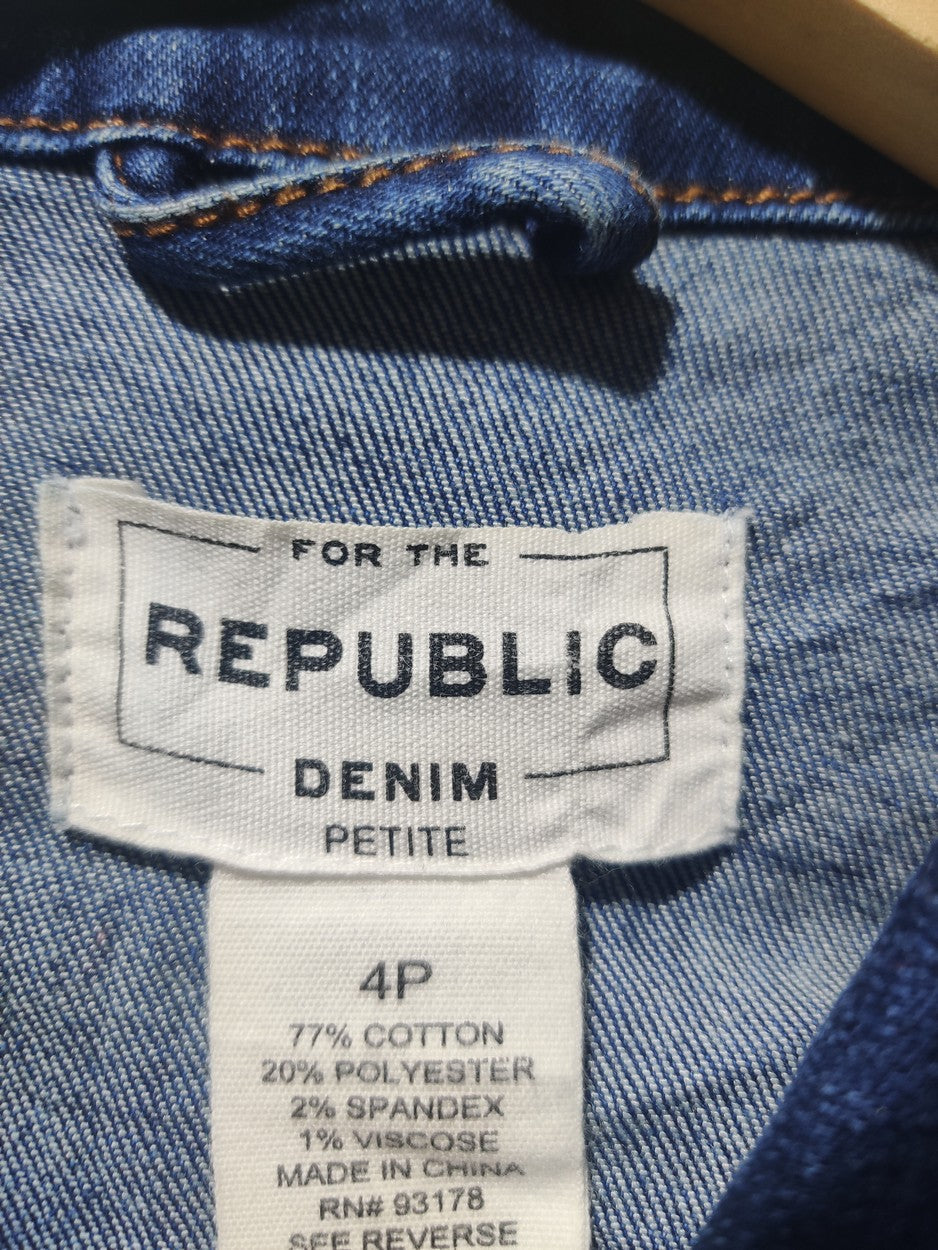 FOR THE
REPUBLIC
DENIM
PETITE
4P
77% COTTON
20% POLYESTER
2% SPANDEX
1% VISCOSE
MADE IN CHINA
RN# 93178
SEE REVERSE